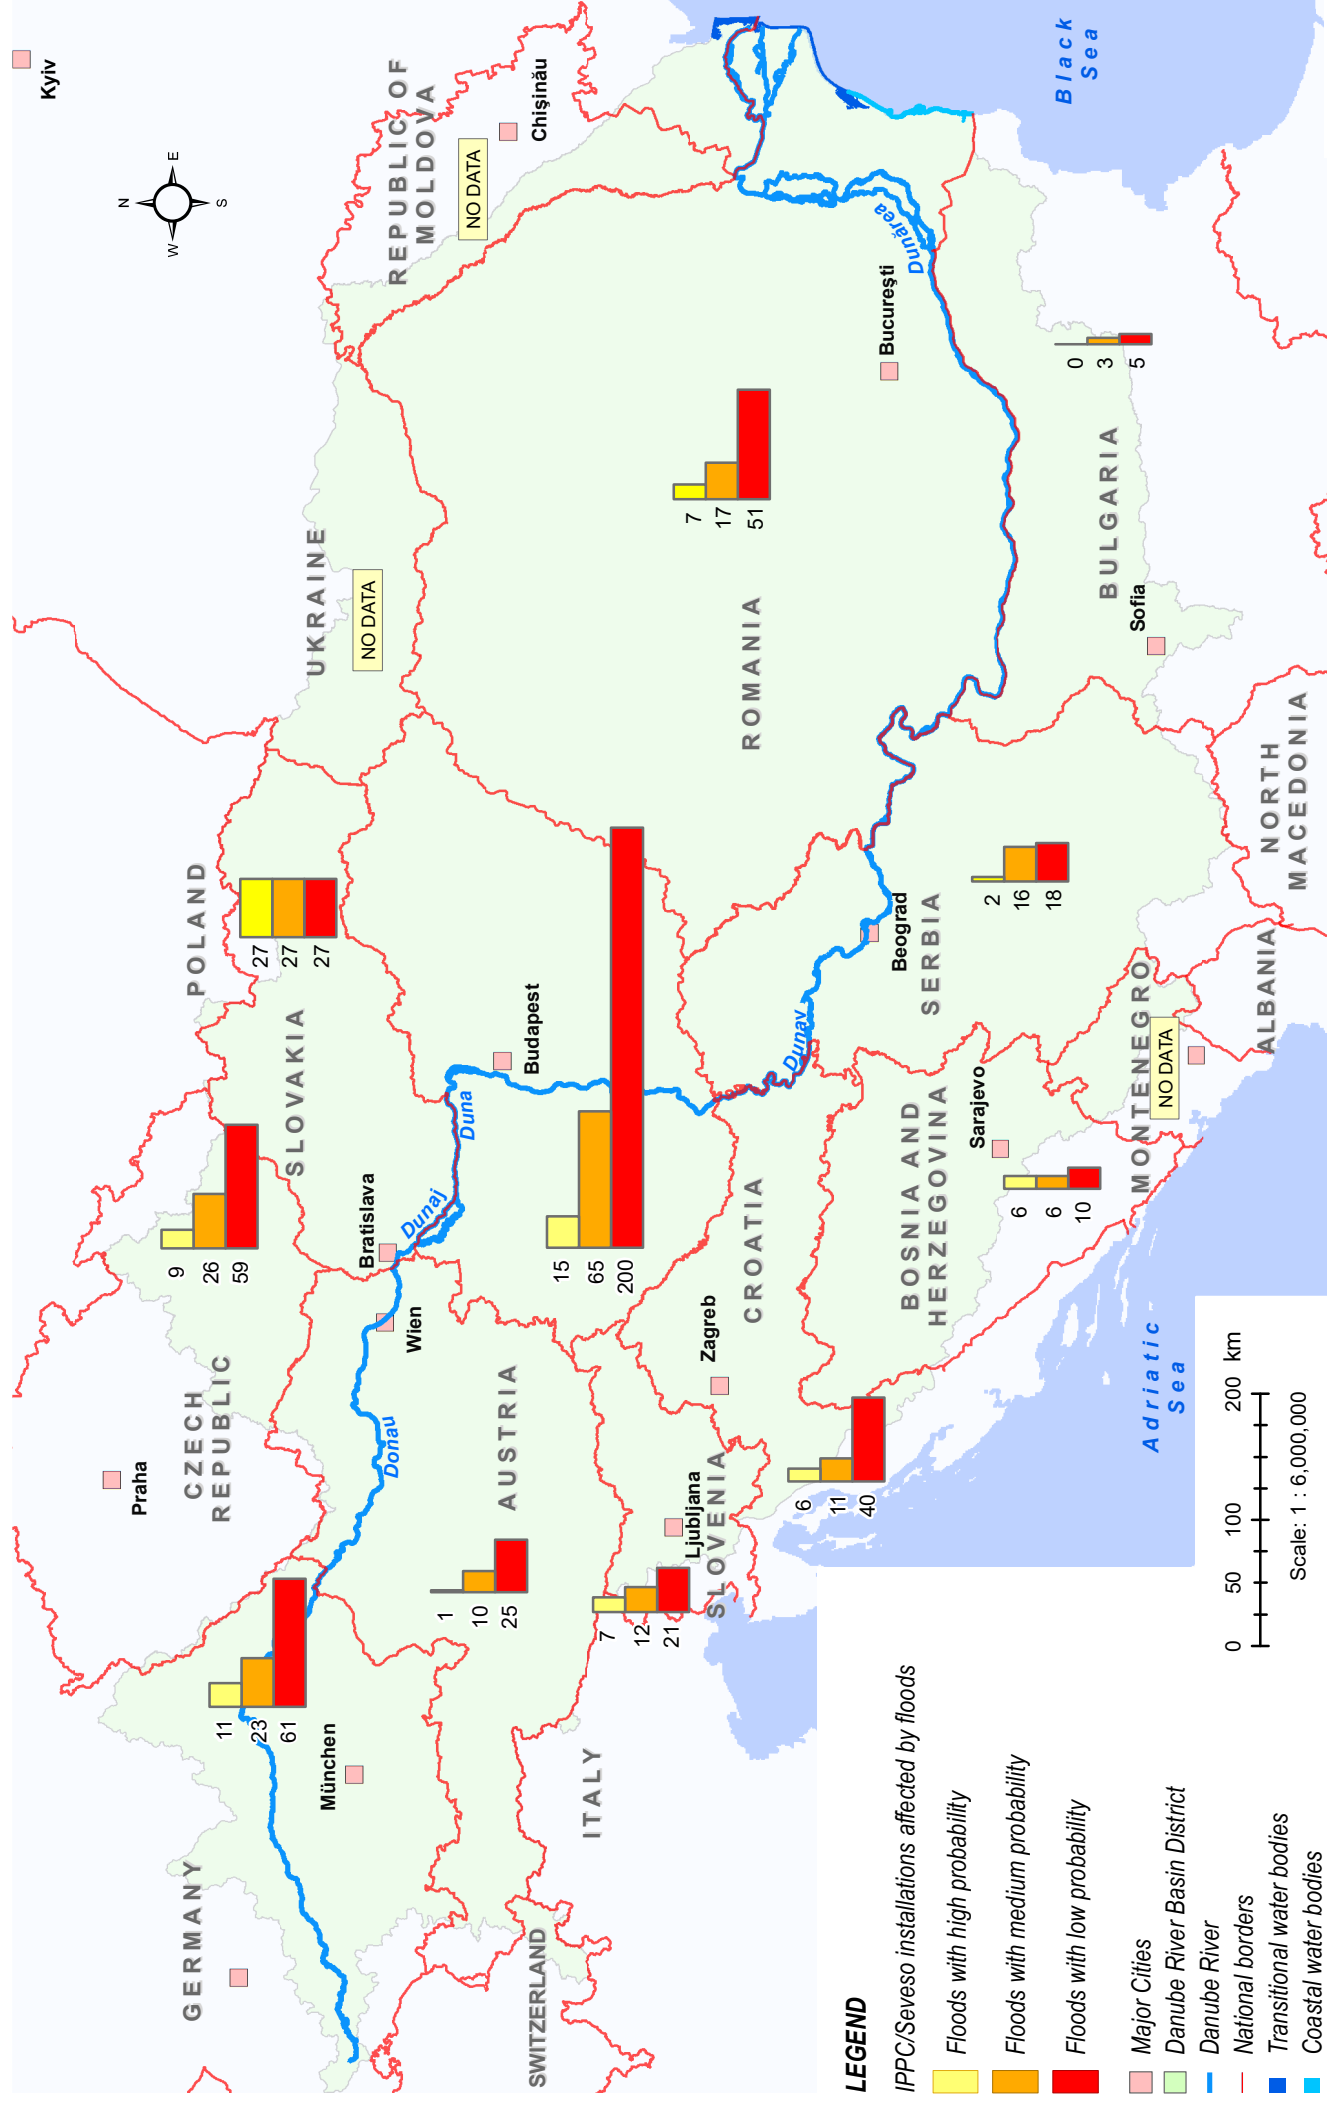 Kyiv
N
W
E
S
REPUBLIC OF
MOLDOVA
NO DATA
Chişinău
Black
Sea
UKRAINE
NO DATA
POLAND
27
27
27
CZECH
REPUBLIC
Praha
9
26
59
SLOVAKIA
Bratislava
Dunaj
GERMANY
11
23
61
München
Donau
Wien
AUSTRIA
1
10
25
Duna
Budapest
15
65
200
ROMANIA
7
17
51
Bucureşti
Dunărea
SWITZERLAND
ITALY
7
12
21
Ljubljana
SLOVENIA
Zagreb
CROATIA
6
11
40
Dunav
Beograd
SERBIA
2
16
18
BOSNIA AND
HERZEGOVINA
Sarajevo
6
6
10
MONTENEGRO
NO DATA
ALBANIA
NORTH
MACEDONIA
BULGARIA
Sofia
0
3
5
Adriatic
Sea
0
50
100
200
km
Scale: 1 : 6,000,000
LEGEND
IPPC/Seveso installations affected by floods
Floods with high probability
Floods with medium probability
Floods with low probability
Major Cities
Danube River Basin District
Danube River
National borders
Transitional water bodies
Coastal water bodies